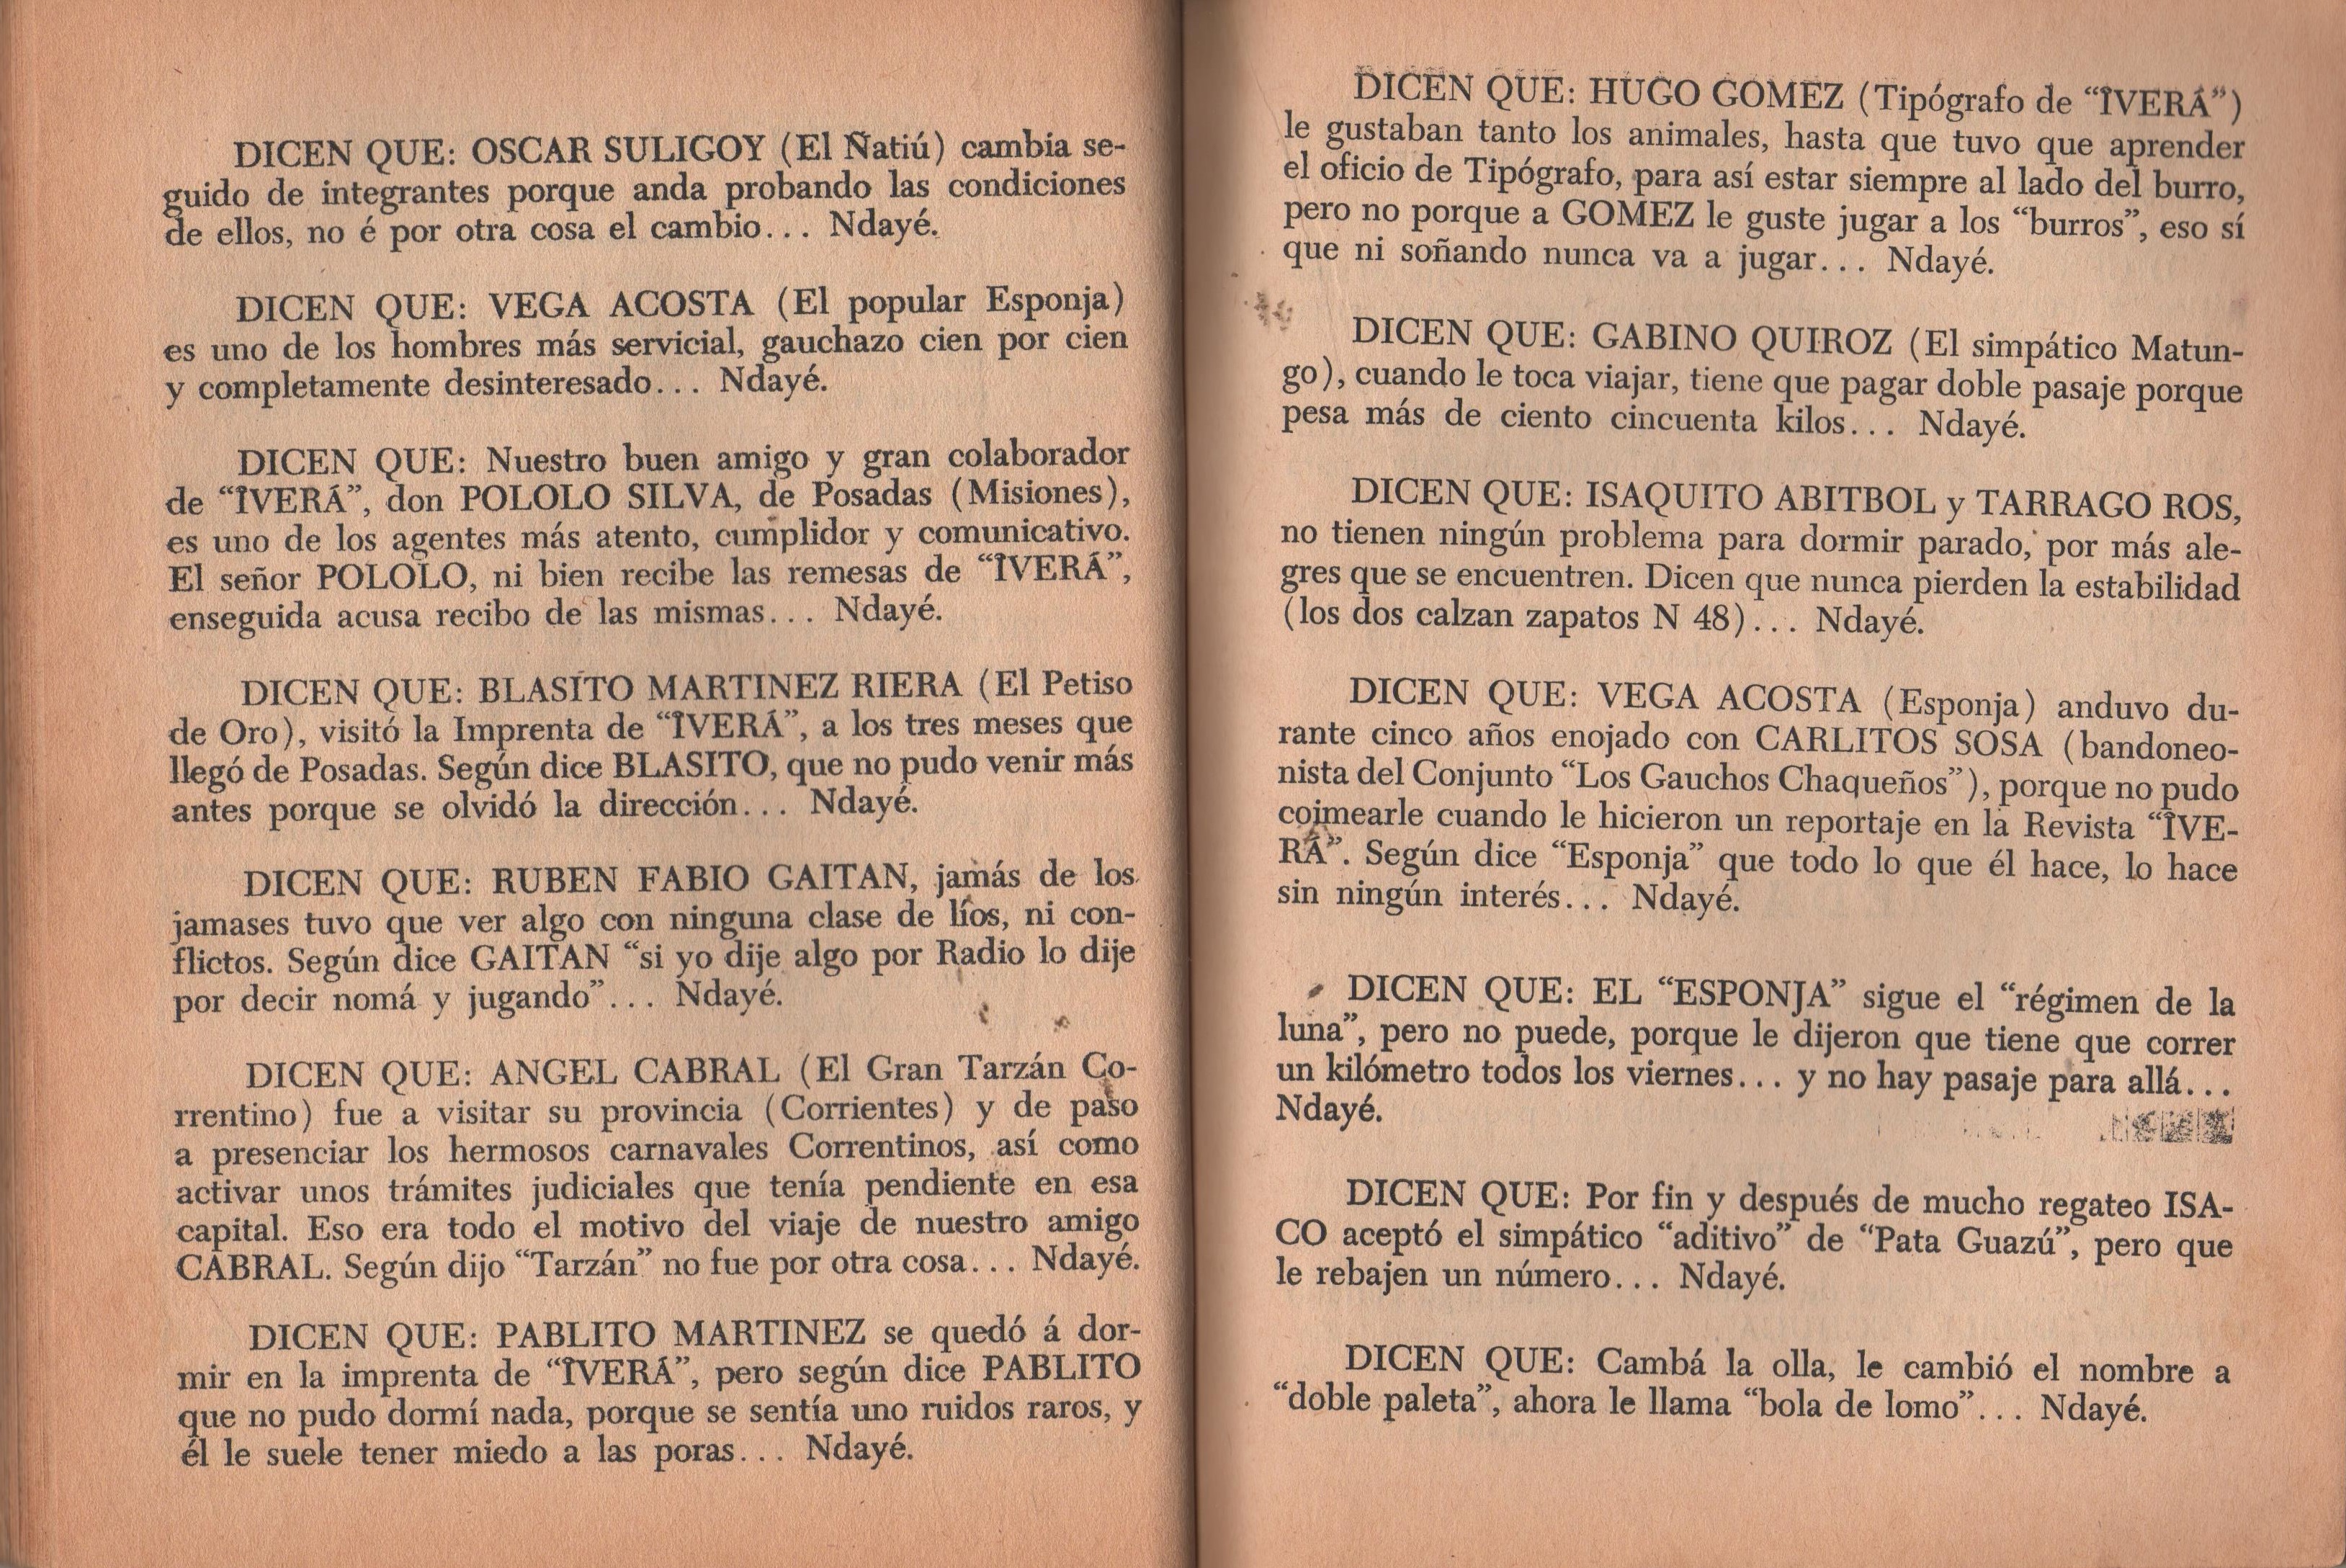 DICEN QUE: OSCAR SULIGOY (El Ñatiú) cambia se-
guido de integrantes porque anda probando las condiciones
de ellos, no é por otra cosa el cambio... Ndayé.
DICEN QUE: VEGA ACOSTA (El popular Esponja)
es uno de los hombres más servicial, gauchazo cien por cien
y completamente desinteresado... Ndayé.
DICEN QUE: Nuestro buen amigo y gran colaborador
de “ÎVERÁ”, don POLOLO SILVA, de Posadas (Misiones),
es uno de los agentes más atento, cumplidor y comunicativo.
El señor POLOLO, ni bien recibe las remesas de “ÎVERÁ”,
enseguida acusa recibo de las mismas... Ndayé.
DICEN QUE: BLASITO MARTINEZ RIERA (El Petiso
de Oro), visitó la Imprenta de “ÎVERÁ”, a los tres meses que
llegó de Posadas. Según dice BLASITO, que no pudo venir más
antes porque se olvidó la dirección... Ndayé.
DICEN QUE: RUBEN FABIO GAITAN, jamás de los
jamases tuvo que ver algo con ninguna clase de líos, ni con-
flictos. Según dice GAITAN “si yo dije algo por Radio lo dije
por decir nomá y jugando”... Ndayé.
DICEN QUE: ANGEL CABRAL (El Gran Tarzán Co-
rrentino) fue a visitar su provincia (Corrientes) y de paso
a presenciar los hermosos carnavales Correntinos, así como
activar unos trámites judiciales que tenía pendiente en esa
capital. Eso era todo el motivo del viaje de nuestro amigo
CABRAL. Según dijo “Tarzán” no fue por otra cosa... Ndayé.
DICEN QUE: PABLITO MARTINEZ se quedó á dor-
mir en la imprenta de “ÎVERÁ”, pero según dice PABLITO
que no pudo dormí nada, porque se sentía uno ruidos raros, y
él le suele tener miedo a las poras... Ndayé.
DICEN QUE: HUGO GOMEZ (Tipógrafo de “ÎVERÁ”)
le gustaban tanto los animales, hasta que tuvo que aprender
el oficio de Tipógrafo, para así estar siempre al lado del burro,
pero no porque a GOMEZ le guste jugar a los “burros”, eso sí
que ni soñando nunca va a jugar... Ndayé.
DICEN QUE: GABINO QUIROZ (El simpático Matun-
go), cuando le toca viajar, tiene que pagar doble pasaje porque
pesa más de ciento cincuenta kilos... Ndayé.
DICEN QUE: ISAQUITO ABITBOL y TARRAGO ROS,
no tienen ningún problema para dormir parado, por más ale-
gres que se encuentren. Dicen que nunca pierden la estabilidad
(los dos calzan zapatos N 48)... Ndayé.
DICEN QUE: VEGA ACOSTA (Esponja) anduvo du-
rante cinco años enojado con CARLITOS SOSA (bandoneo-
nista del Conjunto “Los Gauchos Chaqueños”), porque no pudo
coimearle cuando le hicieron un reportaje en la Revista “ÎVE-
RÁ”. Según dice “Esponja” que todo lo que él hace, lo hace
sin ningún interés... Ndayé.
DICEN QUE: EL “ESPONJA” sigue el “régimen de la
luna”, pero no puede, porque le dijeron que tiene que correr
un kilómetro todos los viernes... y no hay pasaje para allá...
Ndayé.
DICEN QUE: Por fin y después de mucho regateo ISA-
CO aceptó el simpático “aditivo” de “Pata Guazú”, pero que
le rebajen un número... Ndayé.
DICEN QUE: Cambá la olla, le cambió el nombre a
“doble paleta”, ahora le llama “bola de lomo”... Ndayé.